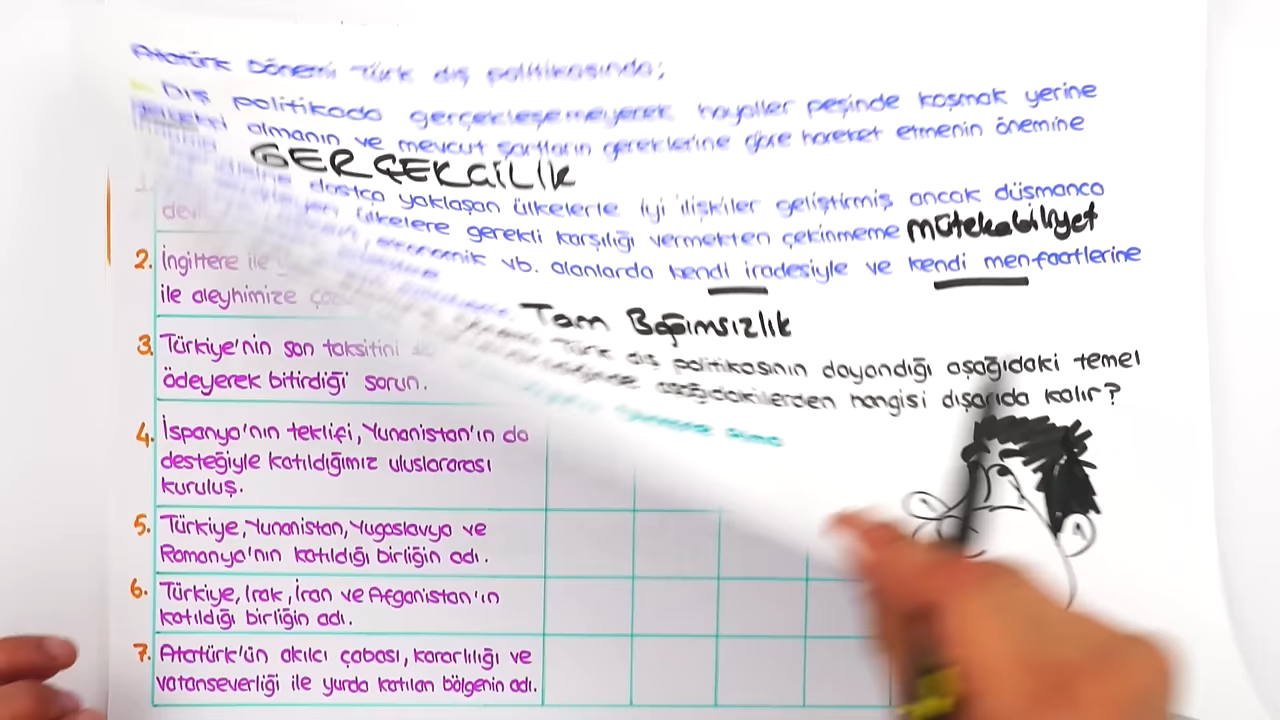 Atatürk Dönemi Türk dış politikasında;
Dış politikada gerçekleşemeyecek hayaller peşinde koşmak yerine
almanın ve mevcut şartların gereklerine göre hareket etmenin önemine
GERÇEKCİLİK
dostça yaklaşan ülkelerle iyi ilişkiler geliştirmiş ancak düşmanca
ülkelere gerekli karşılığı vermekten çekinmeme mütekabiliyet
vb. alanlarda kendi iradesiyle ve kendi menfaatlerine
Tam Bağımsızlık
Türk dış politikasının dayandığı aşağıdaki temel
aşağıdakilerden hangisi dışarıda kalır?
2. İngiltere ile
ile aleyhimize
3. Türkiye'nin son taksitini
ödeyerek bitirdiği sorun.
4. İspanya'nın teklifi, Yunanistan'ın da
desteğiyle katıldığımız uluslararası
kuruluş.
5. Türkiye, Yunanistan, Yugoslavya ve
Romanya'nın katıldığı birliğin adı.
6. Türkiye, Irak, İran ve Afganistan'ın
katıldığı birliğin adı.
7. Atatürk'ün akılcı çabası, kararlılığı ve
vatanseverliği ile yurda katılan bölgenin adı.